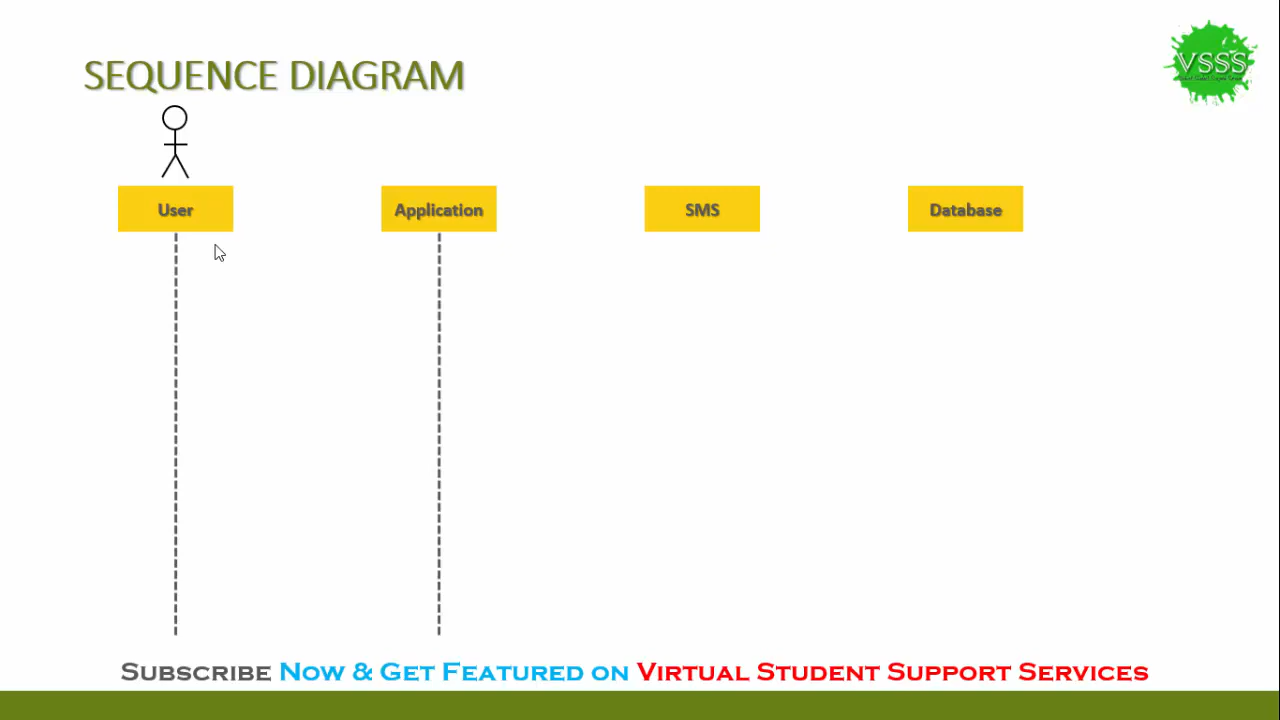 SEQUENCE DIAGRAM
VSSS
User
Application
SMS
Database
SUBSCRIBE NOW & GET FEATURED ON VIRTUAL STUDENT SUPPORT SERVICES